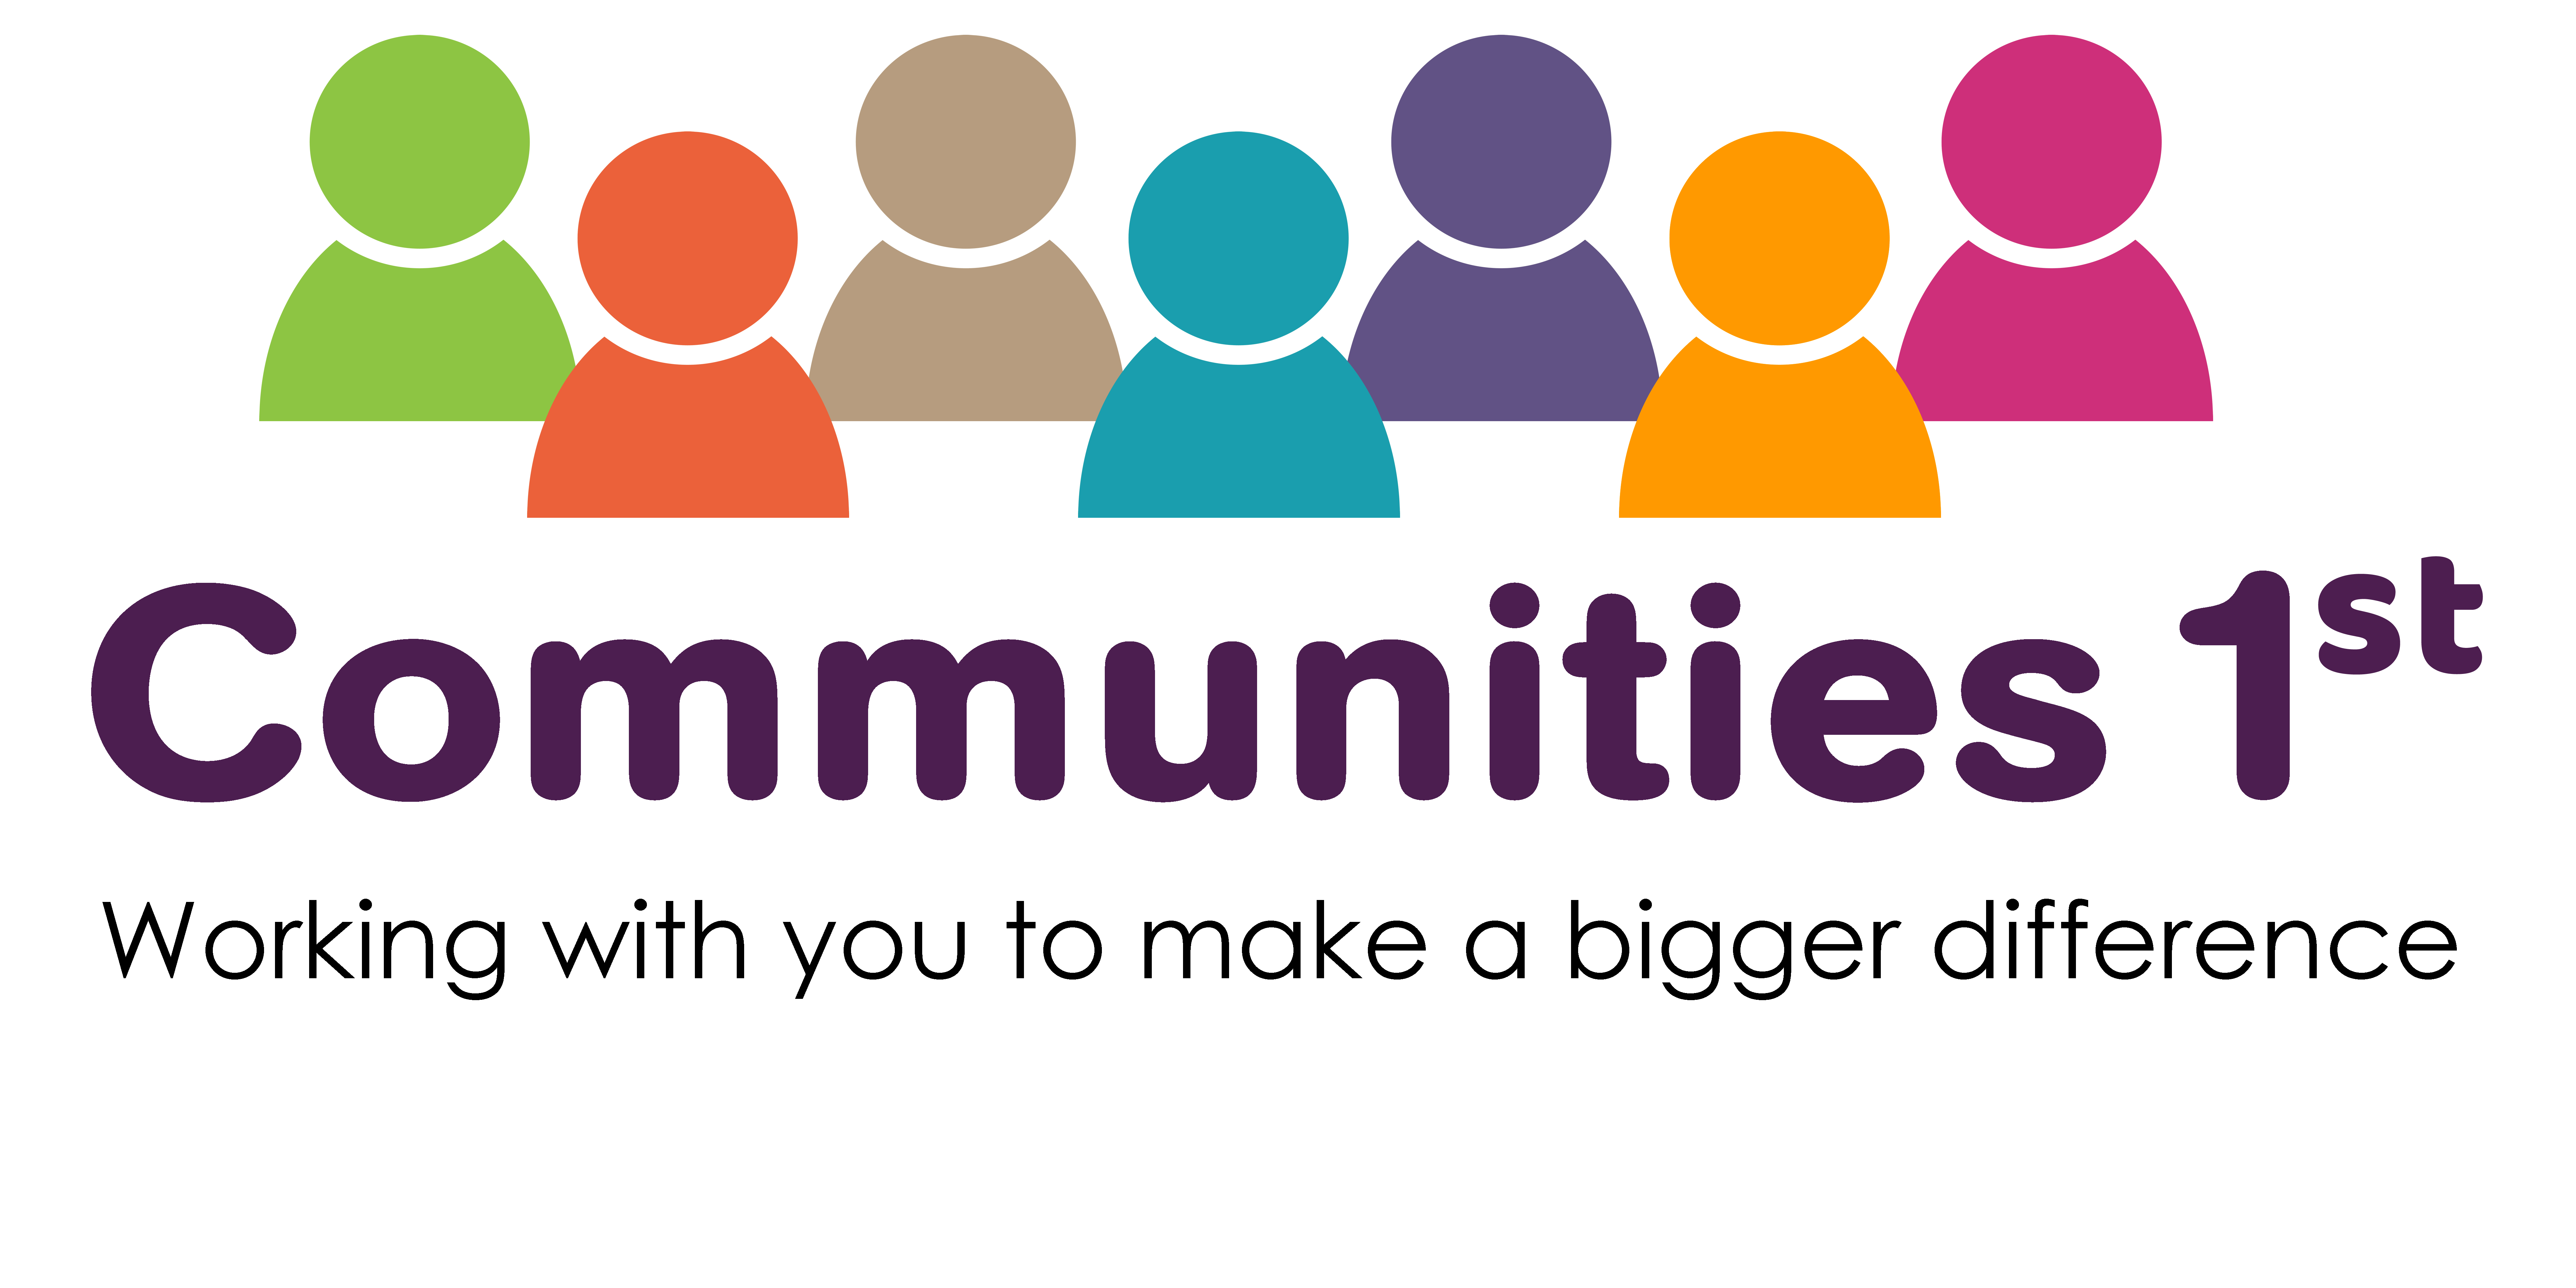 Communities 1st
Working with you to make a bigger difference